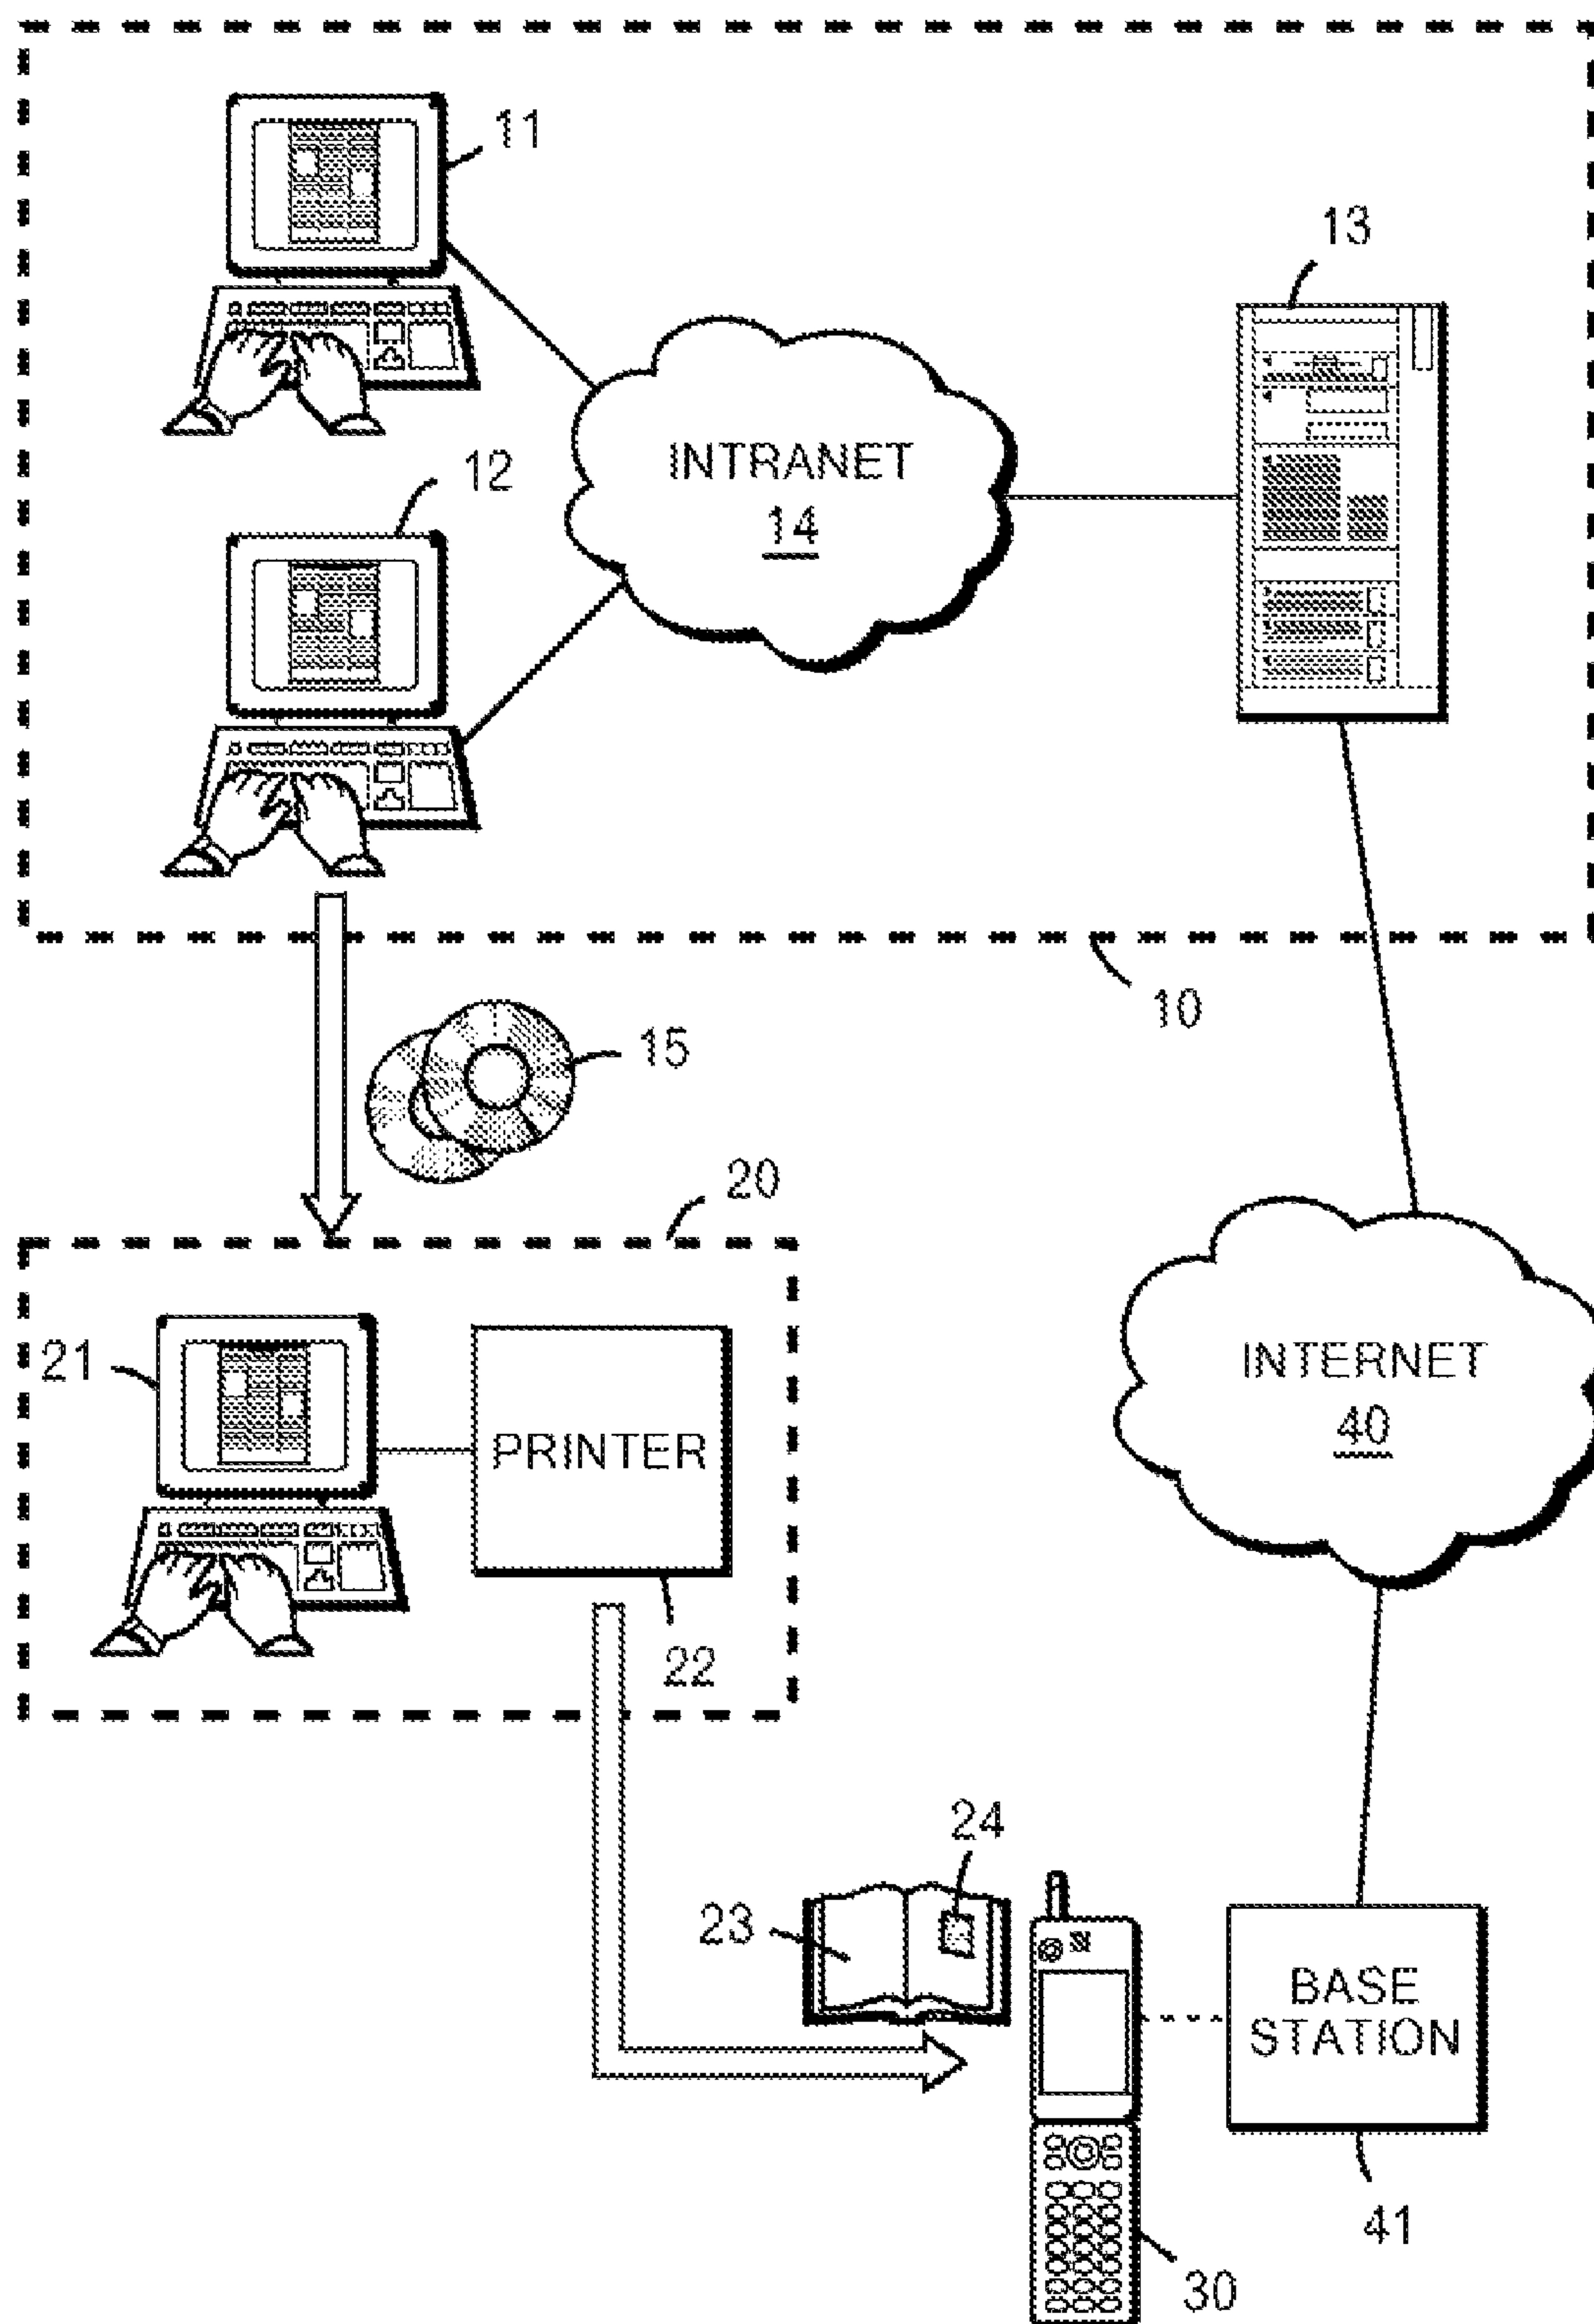 11
13
12
INTRANET
14
10
15
20
21
PRINTER
INTERNET
40
22
24
23
BASE
STATION
41
30